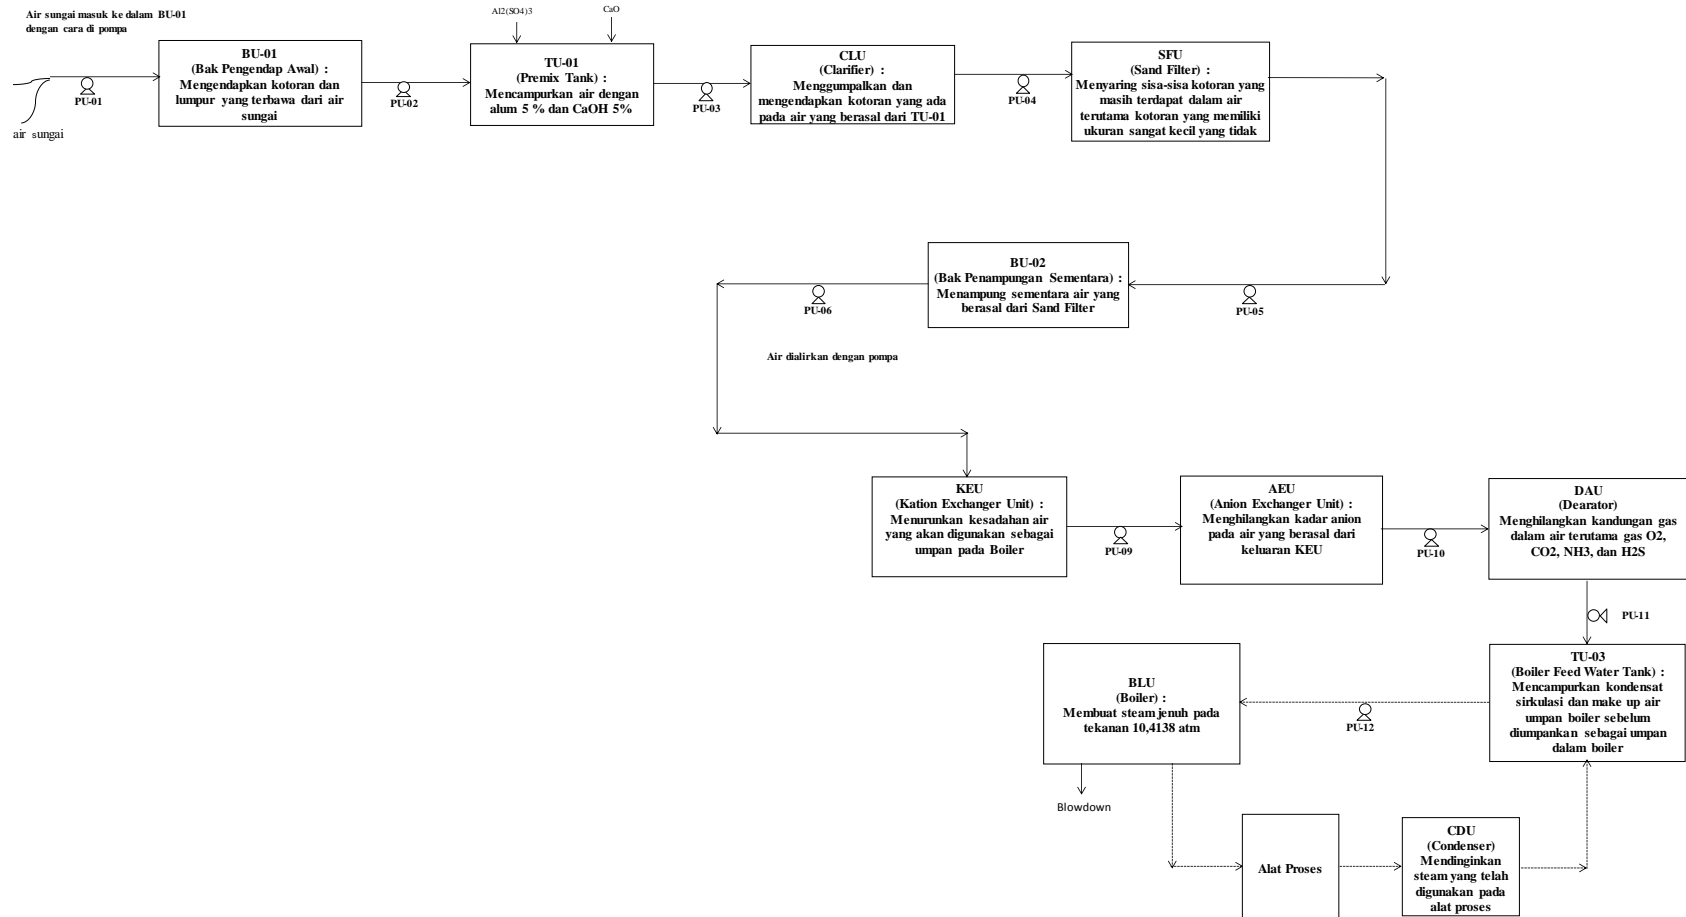 Air sungai masuk ke dalam BU-01
dengan cara di pompa
air sungai
PU-01
BU-01
(Bak Pengendap Awal) :
Mengendapkan kotoran dan
lumpur yang terbawa dari air
sungai
PU-02
Al2(SO4)3
CaO
TU-01
(Premix Tank) :
Mencampurkan air dengan
alum 5 % dan CaOH 5%
PU-03
CLU
(Clarifier) :
Menggumpalkan dan
mengendapkan kotoran yang ada
pada air yang berasal dari TU-01
PU-04
SFU
(Sand Filter) :
Menyaring sisa-sisa kotoran yang
masih terdapat dalam air
terutama kotoran yang memiliki
ukuran sangat kecil yang tidak
PU-05
BU-02
(Bak Penampungan Sementara) :
Menampung sementara air yang
berasal dari Sand Filter
PU-06
Air dialirkan dengan pompa
KEU
(Kation Exchanger Unit) :
Menurunkan kesadahan air
yang akan digunakan sebagai
umpan pada Boiler
PU-09
AEU
(Anion Exchanger Unit) :
Menghilangkan kadar anion
pada air yang berasal dari
keluaran KEU
PU-10
DAU
(Dearator)
Menghilangkan kandungan gas
dalam air terutama gas O2,
CO2, NH3, dan H2S
PU-11
TU-03
(Boiler Feed Water Tank) :
Mencampurkan kondensat
sirkulasi dan make up air
umpan boiler sebelum
diumpankan sebagai umpan
dalam boiler
PU-12
BLU
(Boiler) :
Membuat steam jenuh pada
tekanan 10,4138 atm
Blowdown
Alat Proses
CDU
(Condenser)
Mendinginkan
steam yang telah
digunakan pada
alat proses